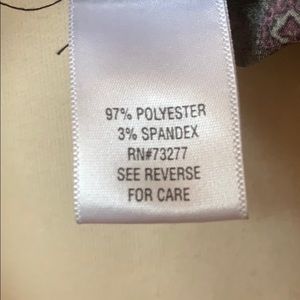 97% POLYESTER
3% SPANDEX
RN#73277
SEE REVERSE
FOR CARE